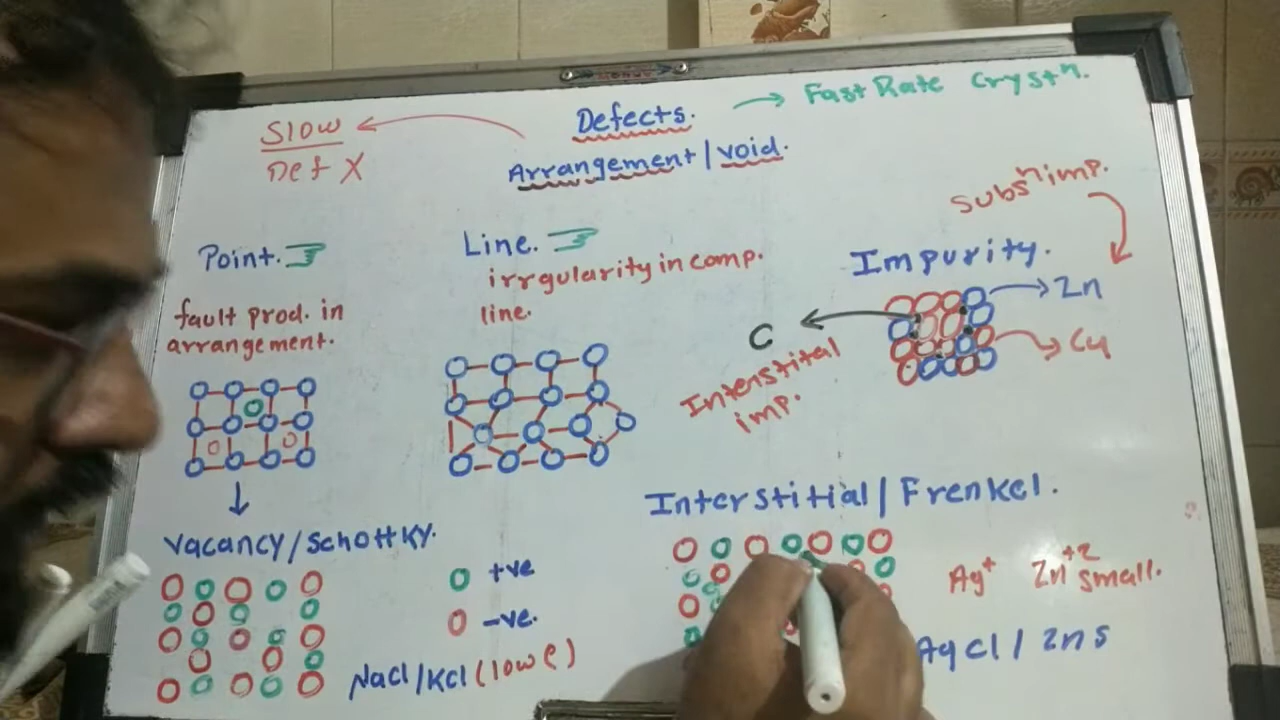 Defects.
Fast Rate Crystⁿ.
Slow
Def X
Arrangement/void.
Point.
fault prod. in
arrangement.
Line.
irrgularity in comp.
line.
Subsⁿ imp.
Impurity.
Zn
Cu
C
Interstital
imp.
Vacancy/Schottky.
+ve
-ve.
NaCl/KCl (low e)
Interstitial/Frenkel.
Ag⁺ Zn⁺² small.
AgCl/ZnS